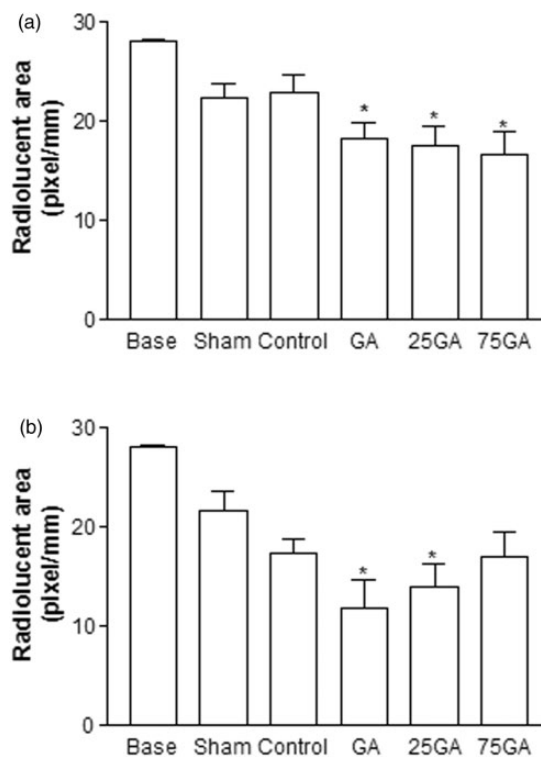 (a)
Radiolucent area
(pixel/mm)
30
20
10
0
* * *
Base Sham Control GA 25GA 75GA
(b)
Radiolucent area
(pixel/mm)
30
20
10
0
* *
Base Sham Control GA 25GA 75GA